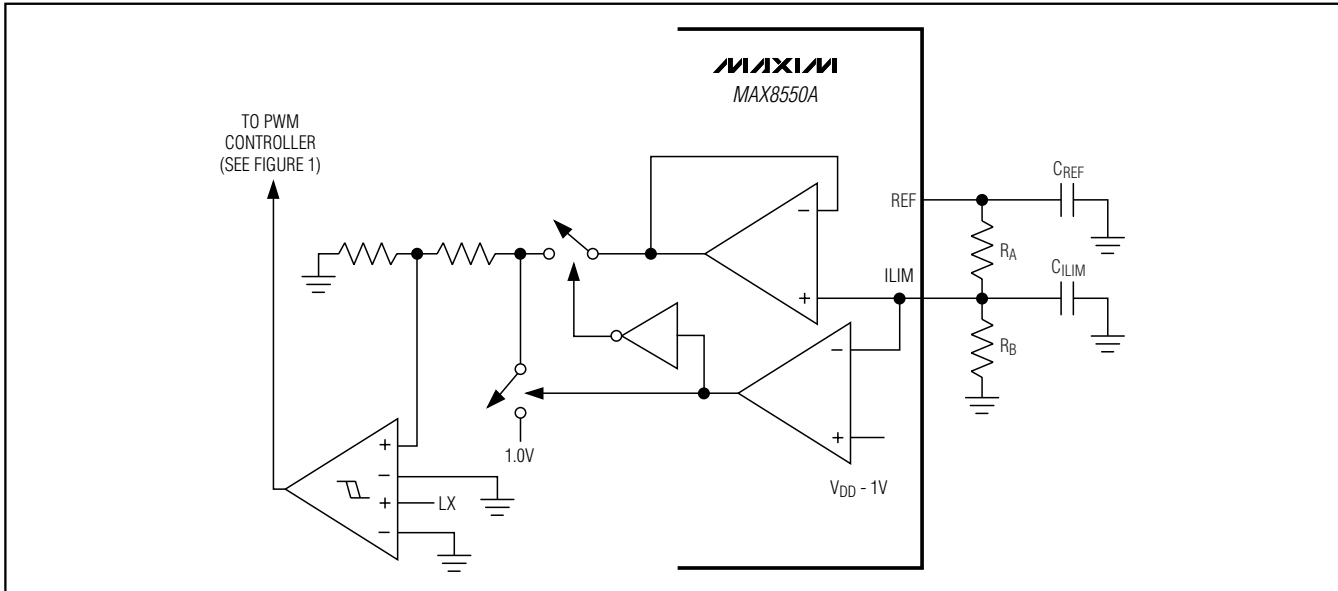 MAXIM
MAX8550A
TO PWM
CONTROLLER
(SEE FIGURE 1)
REF
CREF
RA
ILIM
CILIM
RB
−
+
−
+
1.0V
VDD - 1V
+
−
+
−
LX